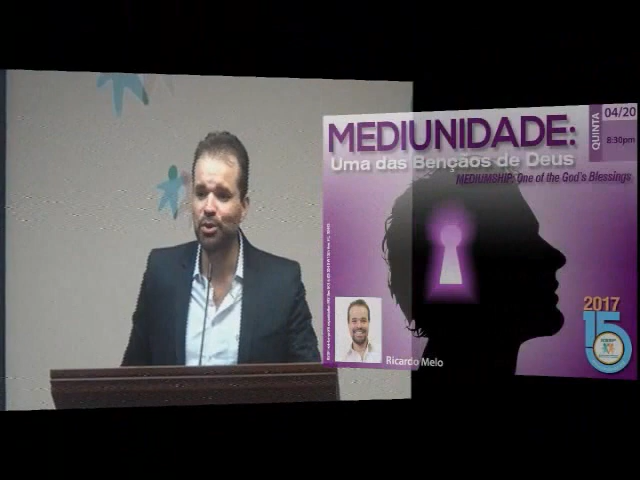 MEDIUNIDADE:
Uma das Bençãos de Deus
MEDIUMSHIP: One of the God's Blessings
QUINTA
04/20
8:30pm
Ricardo Melo
2017
15